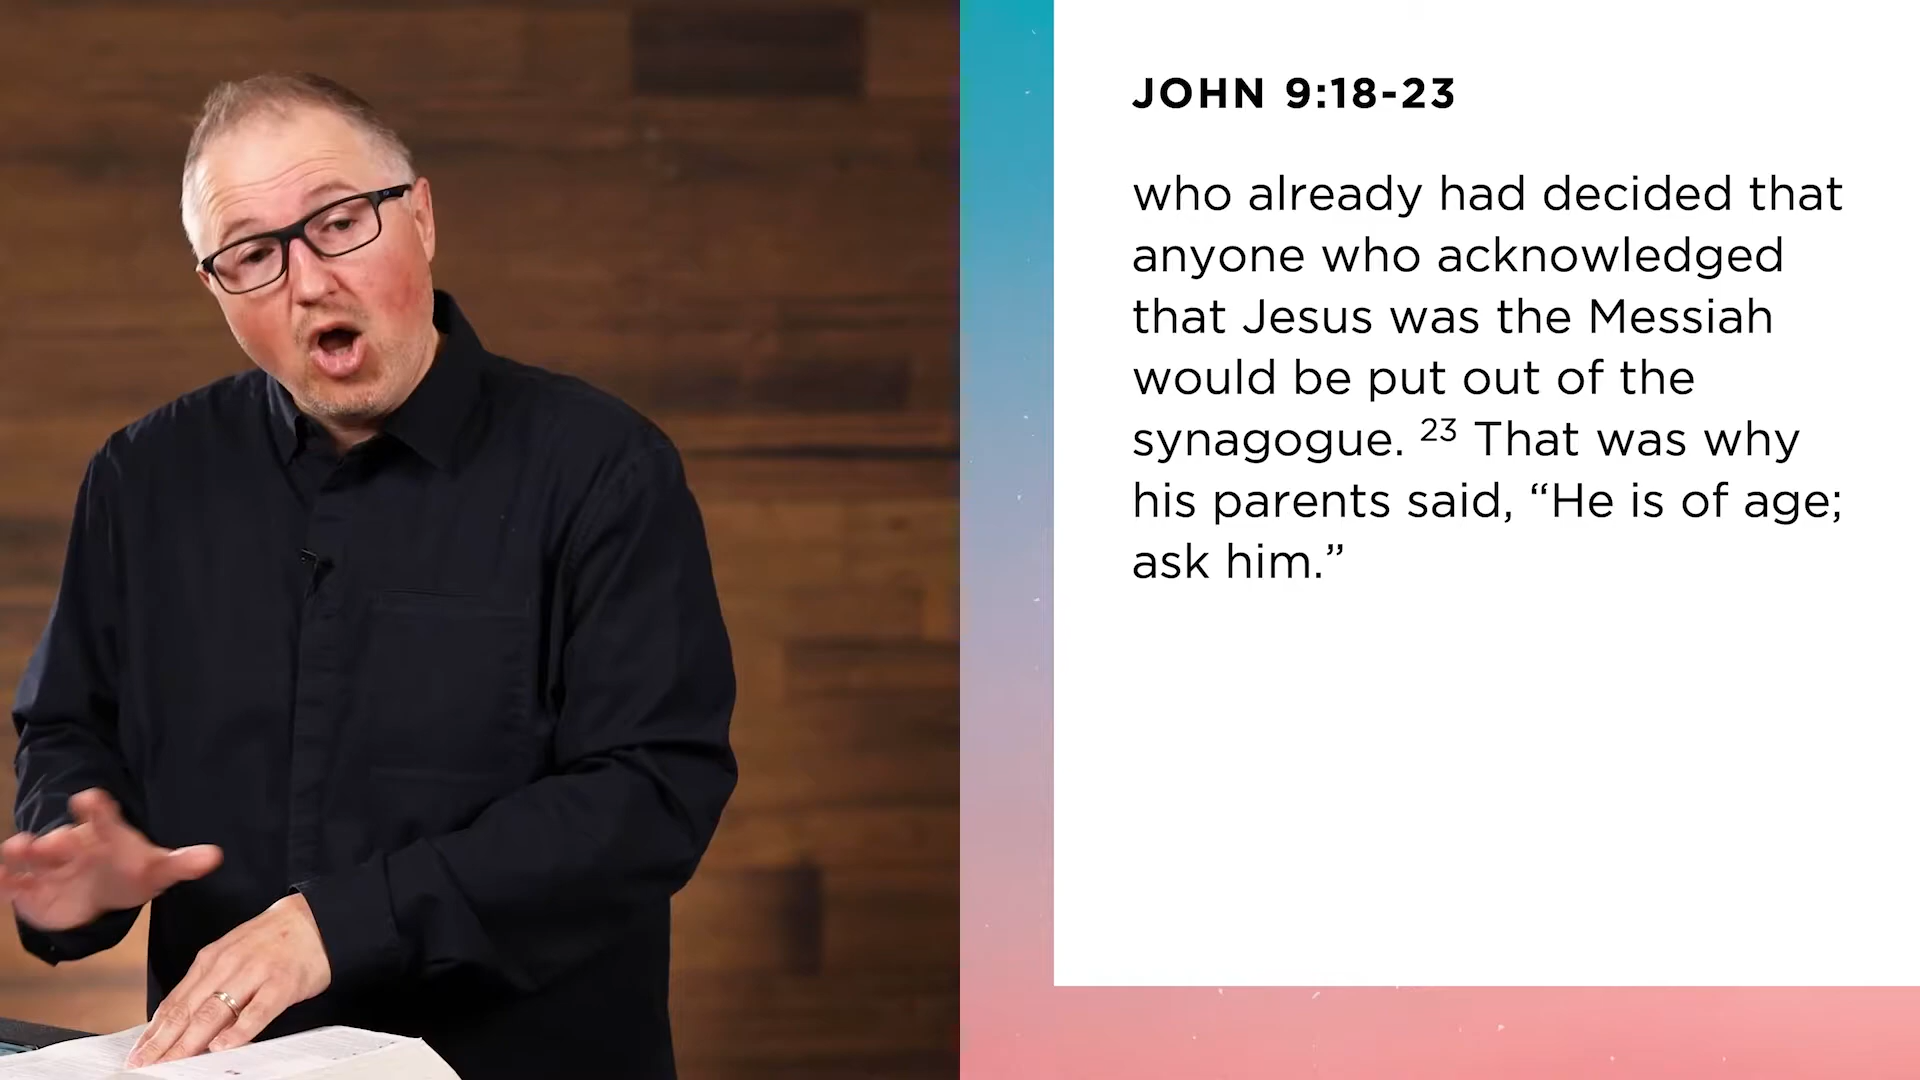 JOHN 9:18-23
who already had decided that
anyone who acknowledged
that Jesus was the Messiah
would be put out of the
synagogue. 23 That was why
his parents said, “He is of age;
ask him.”